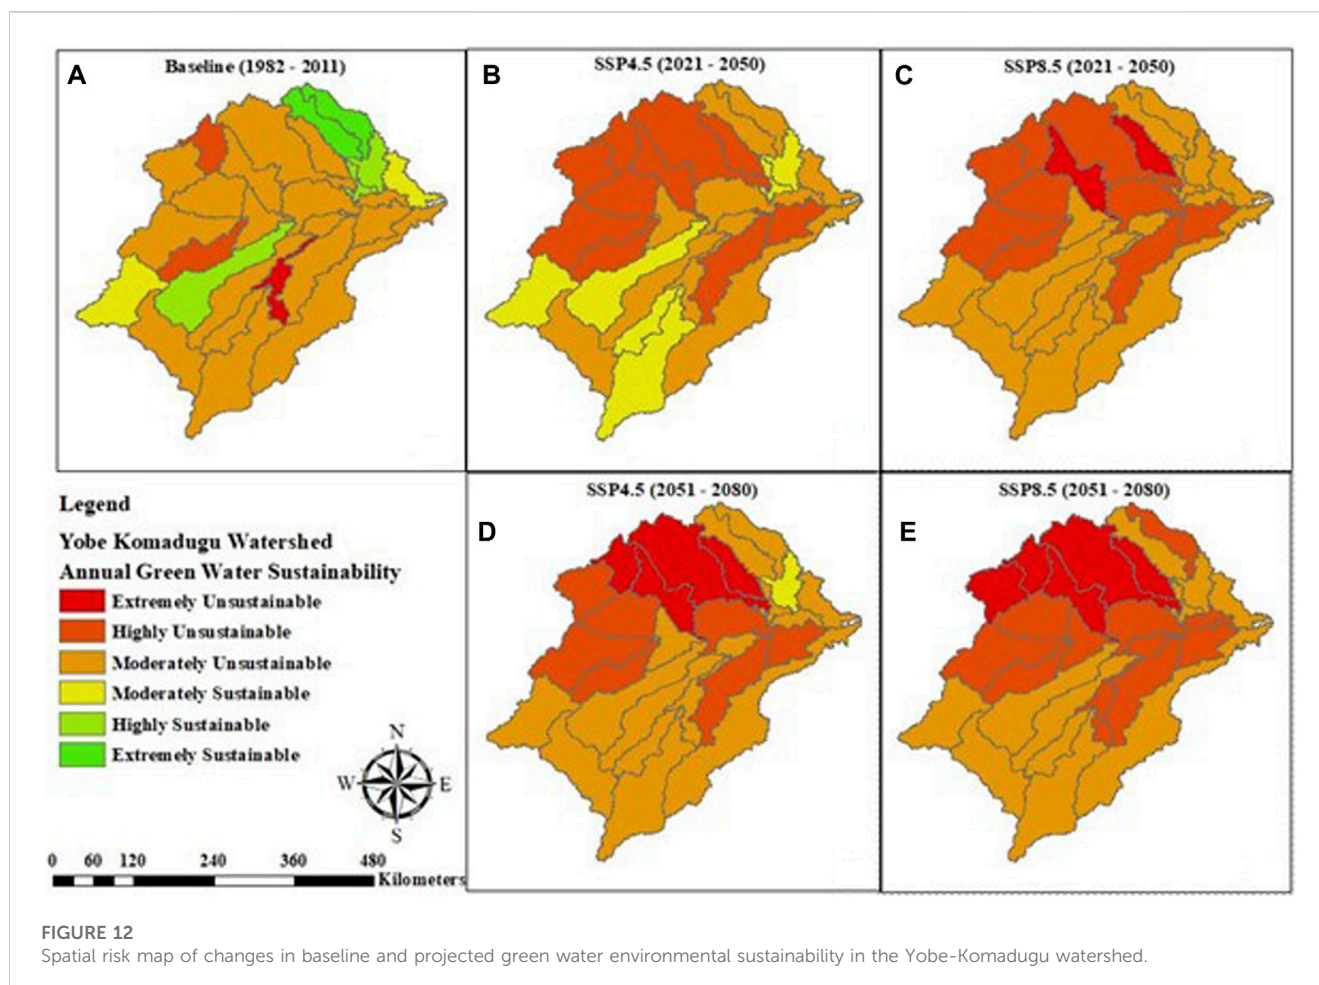 A
Baseline (1982 - 2011)
B
SSP4.5 (2021 - 2050)
C
SSP8.5 (2021 - 2050)
Legend
Yobe Komadugu Watershed
Annual Green Water Sustainability
Extremely Unsustainable
Highly Unsustainable
Moderately Unsustainable
Moderately Sustainable
Highly Sustainable
Extremely Sustainable
N
W E
S
0 60 120 240 360 480
Kilometers
D
SSP4.5 (2051 - 2080)
E
SSP8.5 (2051 - 2080)
FIGURE 12
Spatial risk map of changes in baseline and projected green water environmental sustainability in the Yobe-Komadugu watershed.